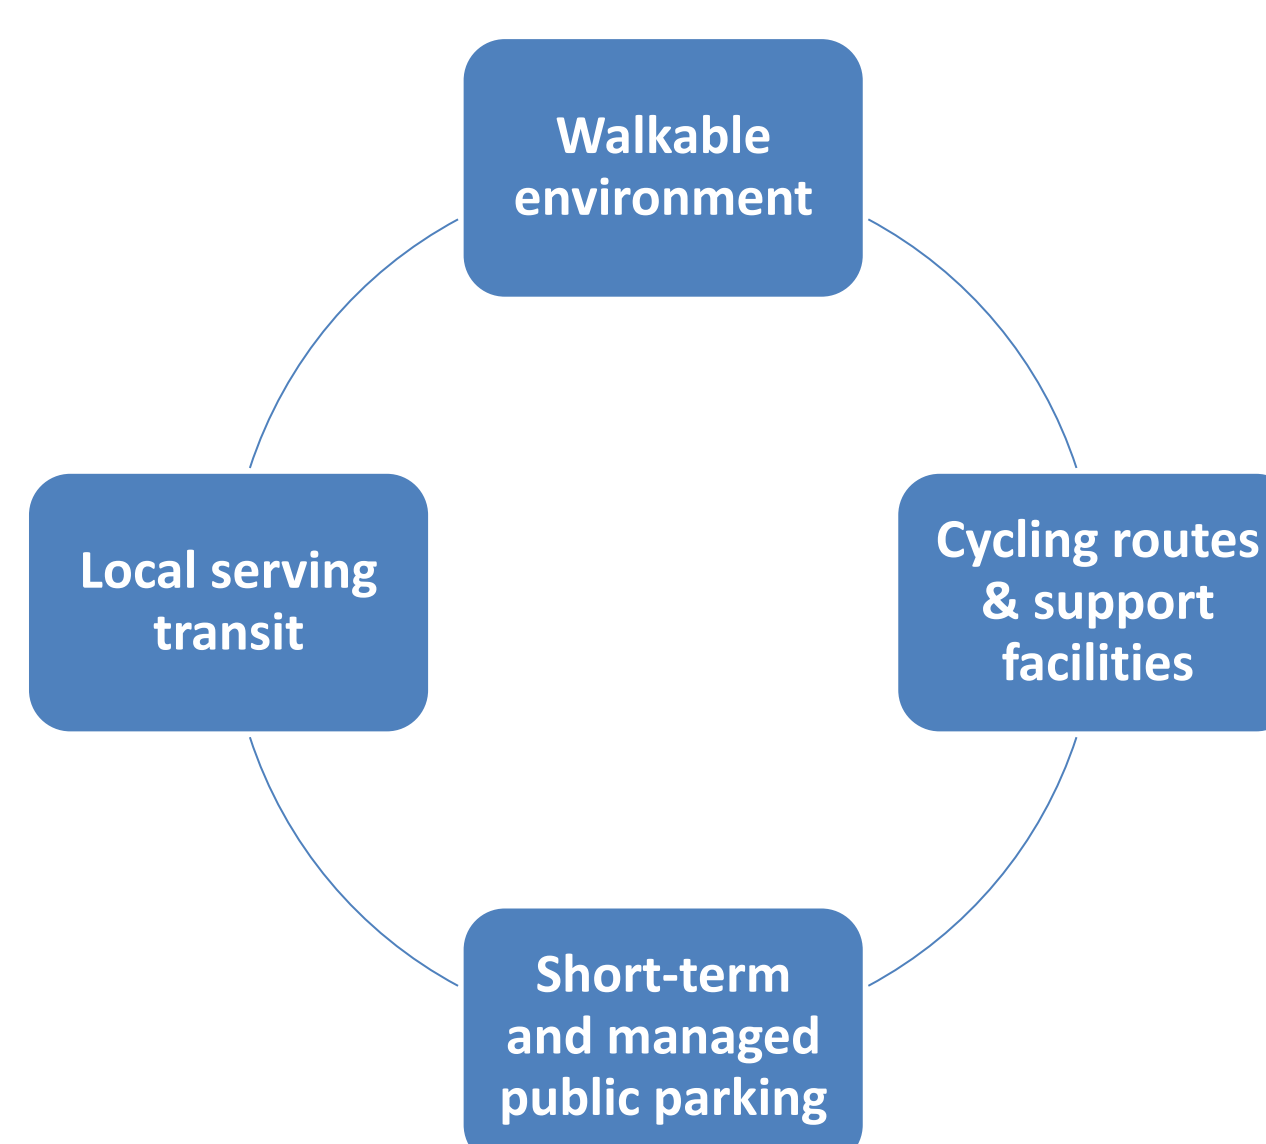 Walkable
environment
Local serving
transit
Cycling routes
& support
facilities
Short-term
and managed
public parking